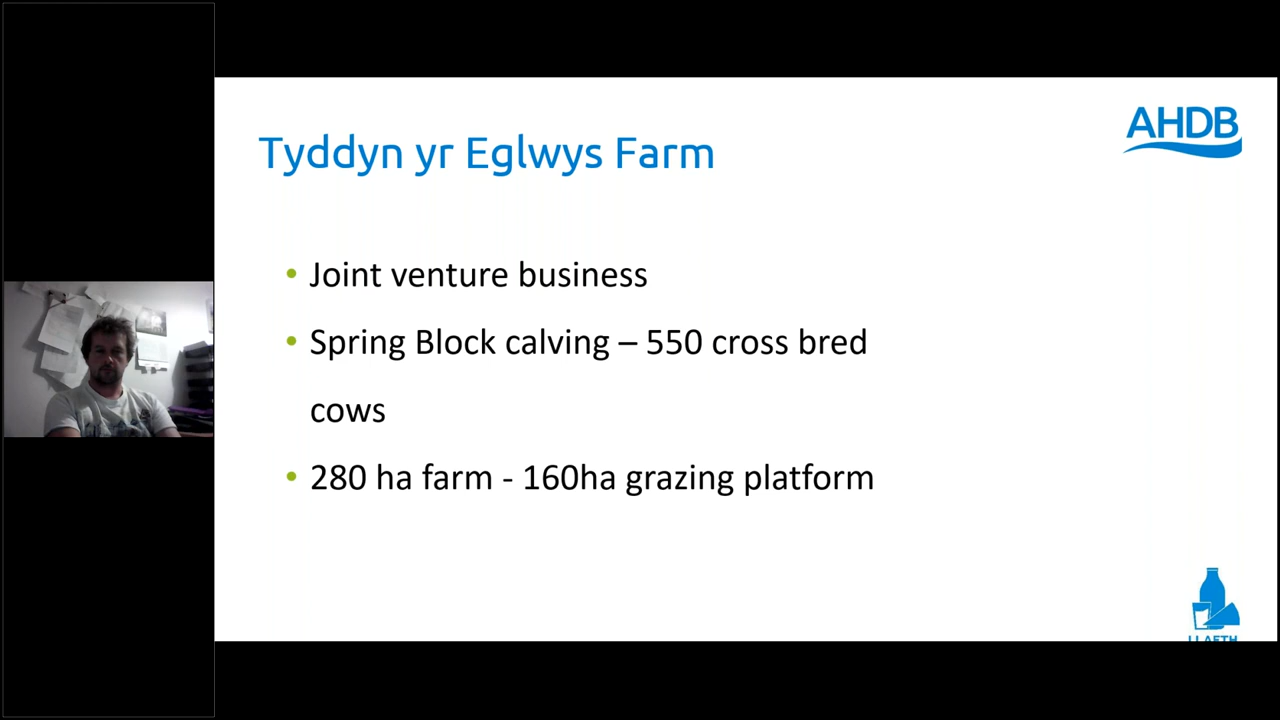 AHDB
Tyddyn yr Eglwys Farm
• Joint venture business
• Spring Block calving – 550 cross bred
cows
• 280 ha farm - 160ha grazing platform
LLAETH